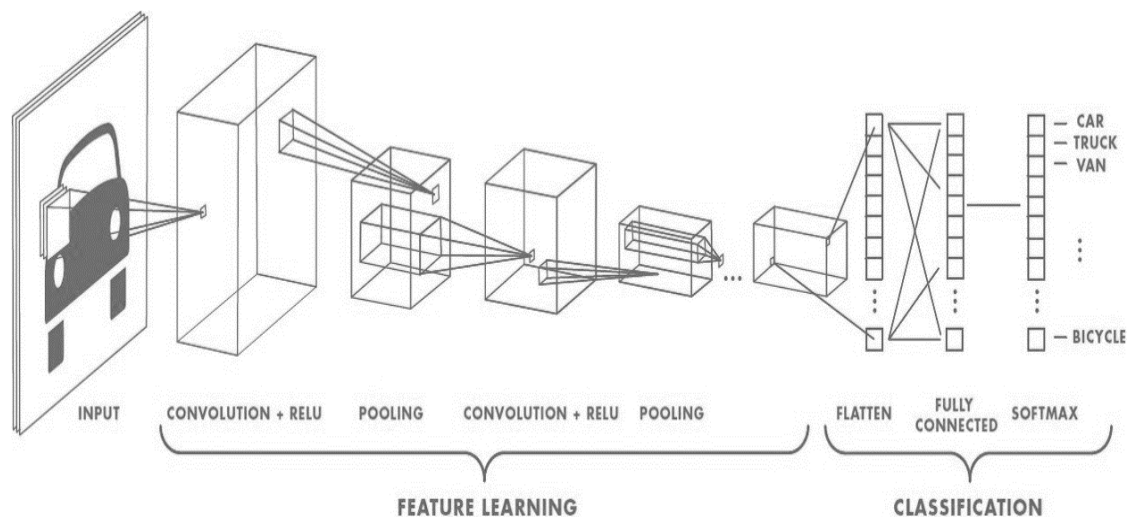 CAR
TRUCK
VAN
BICYCLE
INPUT
CONVOLUTION + RELU
POOLING
CONVOLUTION + RELU
POOLING
FLATTEN
FULLY
CONNECTED
SOFTMAX
FEATURE LEARNING
CLASSIFICATION